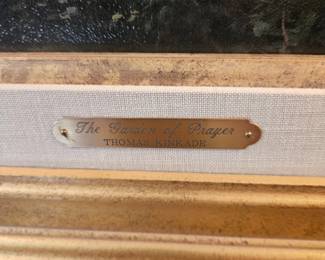 The Garden of Prayer
THOMAS KINKADE